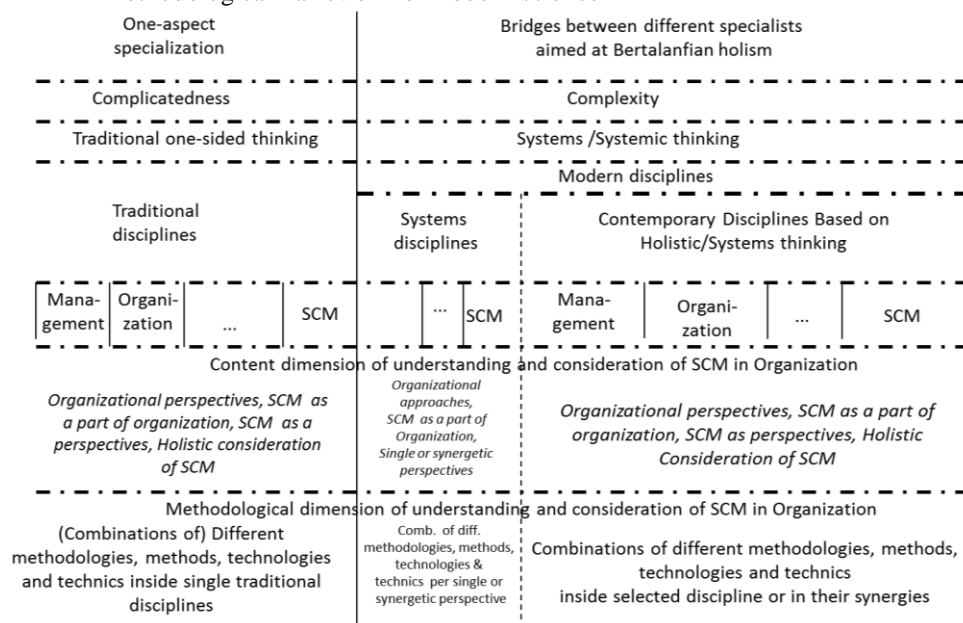 One-aspect
specialization
Bridges between different specialists
aimed at Bertalanfian holism
Complicatedness
Complexity
Traditional one-sided thinking
Systems /Systemic thinking
Modern disciplines
Traditional
disciplines
Systems
disciplines
Contemporary Disciplines Based on
Holistic/Systems thinking
Mana-
gement
Organi-
zation
...
SCM
...
SCM
Mana-
gement
Organi-
zation
...
SCM
Content dimension of understanding and consideration of SCM in Organization
Organizational perspectives, SCM as
a part of organization, SCM as a
perspectives, Holistic consideration
of SCM
Organizational
approaches,
SCM as a part of
Organization,
Single or synergetic
perspectives
Organizational perspectives, SCM as a part of
organization, SCM as perspectives, Holistic
Consideration of SCM
Methodological dimension of understanding and consideration of SCM in Organization
(Combinations of) Different
methodologies, methods, technologies
and technics inside single traditional
disciplines
Comb. of diff.
methodologies, methods,
technologies &
technics per single or
synergetic perspective
Combinations of different methodologies, methods,
technologies and technics
inside selected discipline or in their synergies